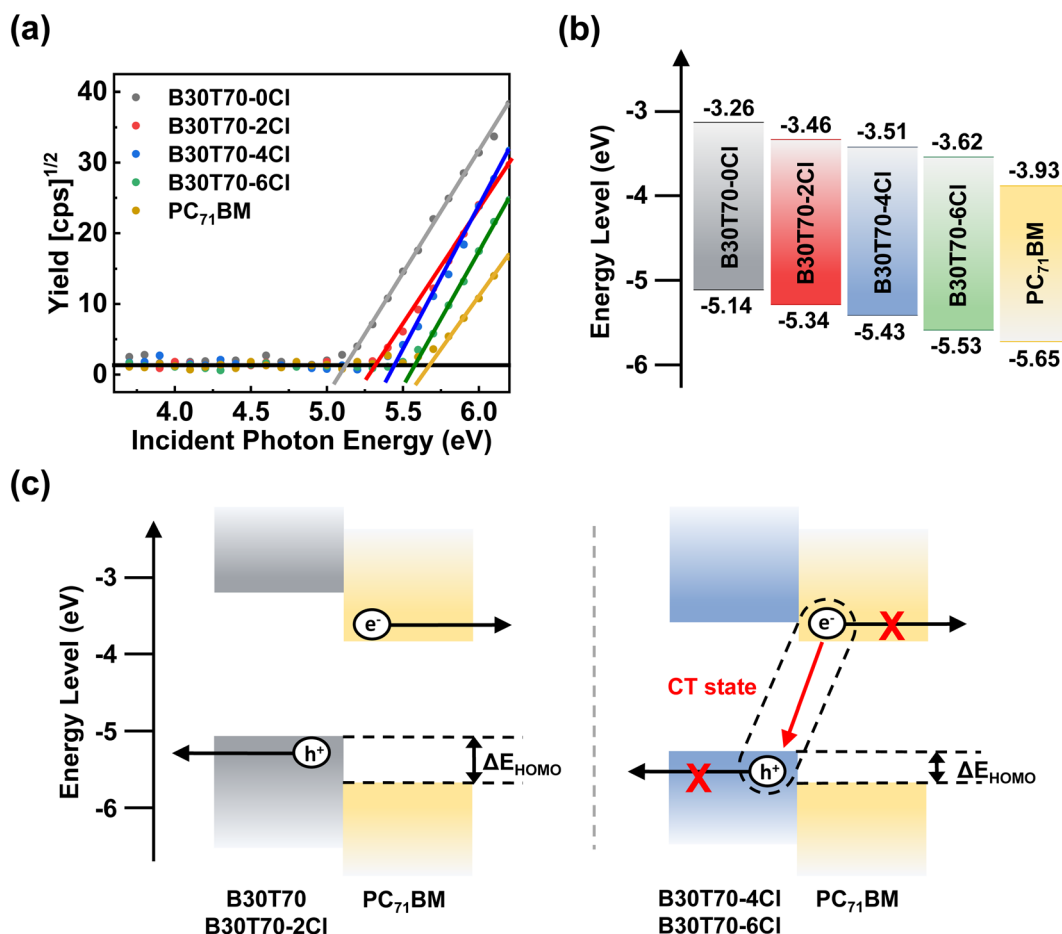 (a)
40
30
20
10
0
Yield [cps]^1/2
B30T70-0Cl
B30T70-2Cl
B30T70-4Cl
B30T70-6Cl
PC71BM
4.0 4.5 5.0 5.5 6.0
Incident Photon Energy (eV)
(b)
Energy Level (eV)
-3
-4
-5
-6
-3.26
B30T70-0Cl
-5.14
-3.46
B30T70-2Cl
-5.34
-3.51
B30T70-4Cl
-5.43
-3.62
B30T70-6Cl
-5.53
-3.93
PC71BM
-5.65
(c)
Energy Level (eV)
-3
-4
-5
-6
e-
h+
ΔEHOMO
B30T70
B30T70-2Cl
PC71BM
e-
X
CT state
h+
X
ΔEHOMO
B30T70-4Cl
B30T70-6Cl
PC71BM